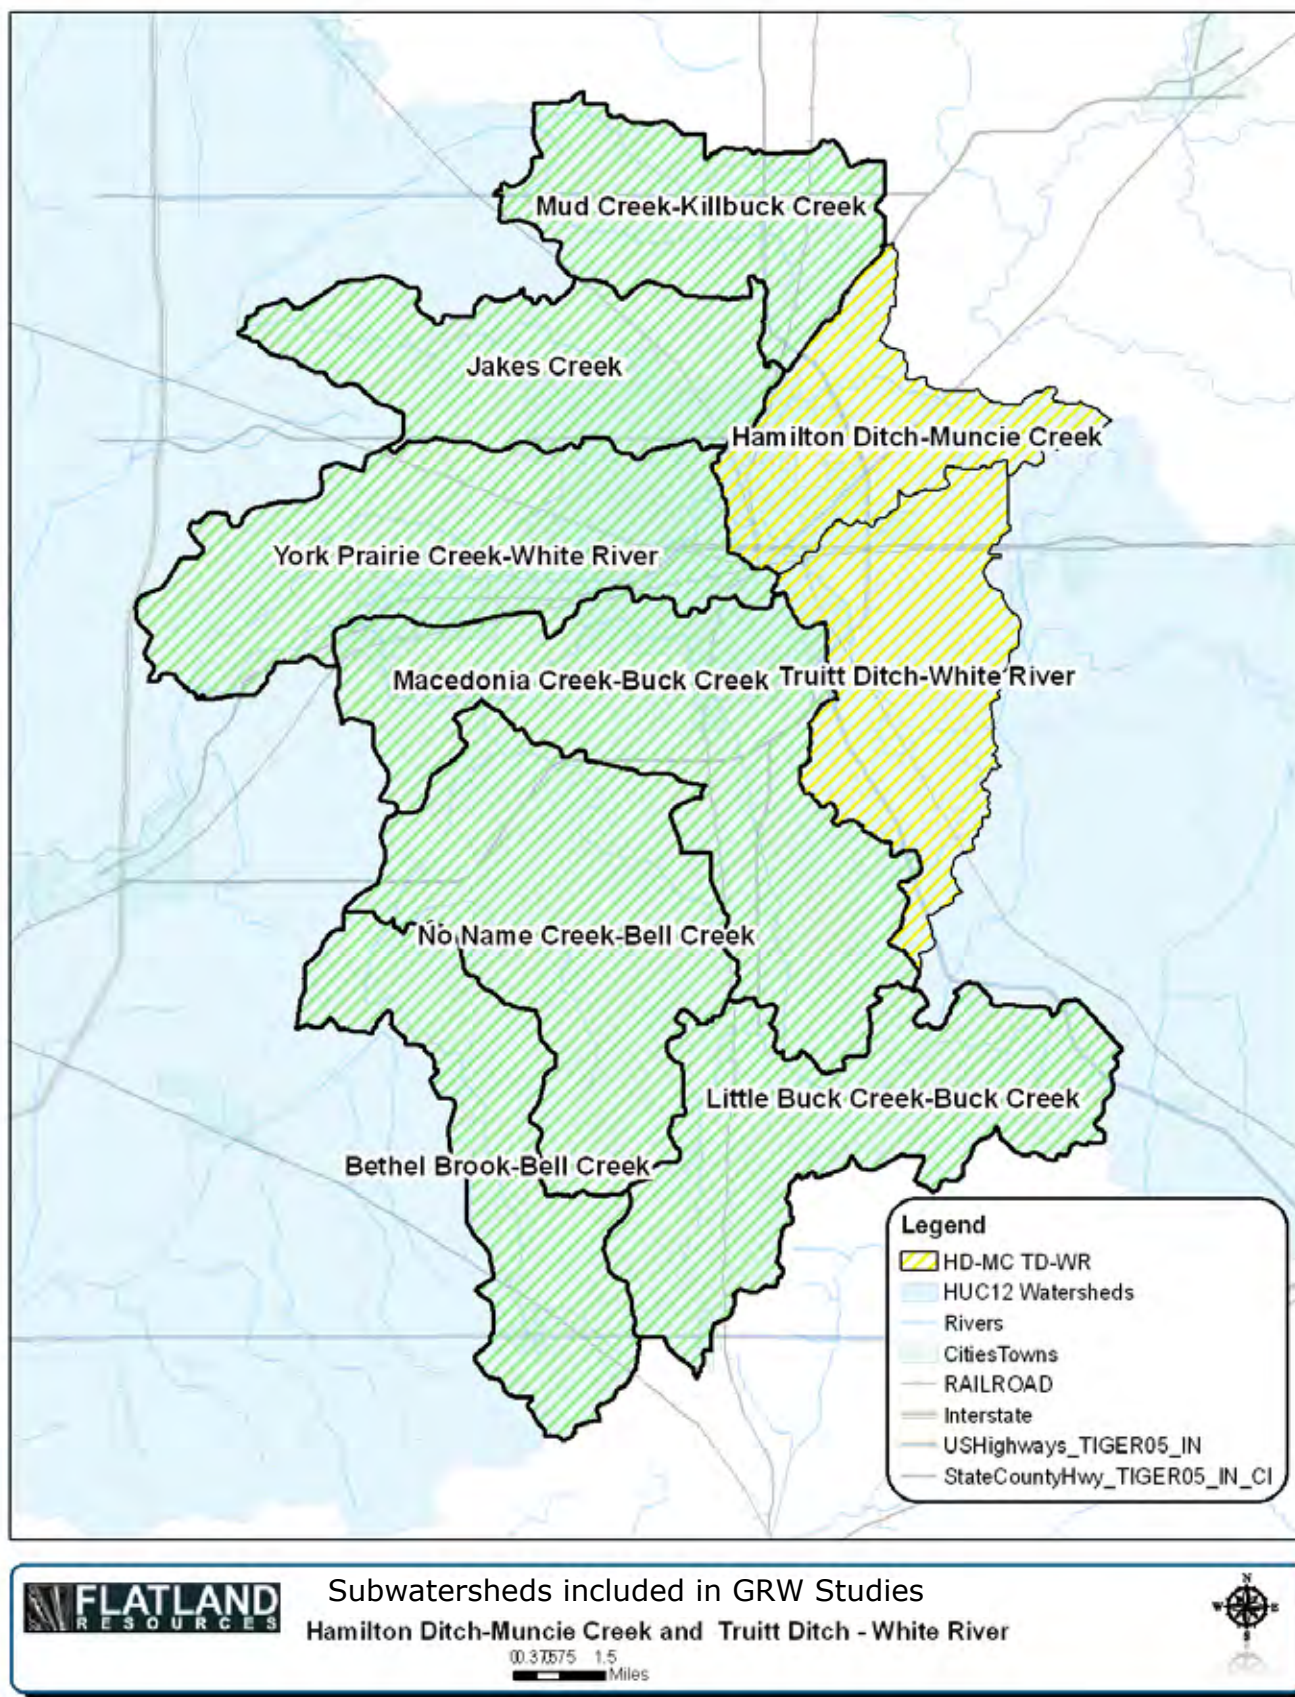 Mud Creek-Killbuck Creek
Jakes Creek
Hamilton Ditch-Muncie Creek
York Prairie Creek-White River
Macedonia Creek-Buck Creek
Truitt Ditch-White River
No Name Creek-Bell Creek
Little Buck Creek-Buck Creek
Bethel Brook-Bell Creek
Legend
HD-MC TD-WR
HUC12 Watersheds
Rivers
CitiesTowns
RAILROAD
Interstate
USHighways_TIGER05_IN
StateCountyHwy_TIGER05_IN_CI
FLATLAND
RESOURCES
Subwatersheds included in GRW Studies
Hamilton Ditch-Muncie Creek and Truitt Ditch - White River
1.5
Miles
N
W E
S